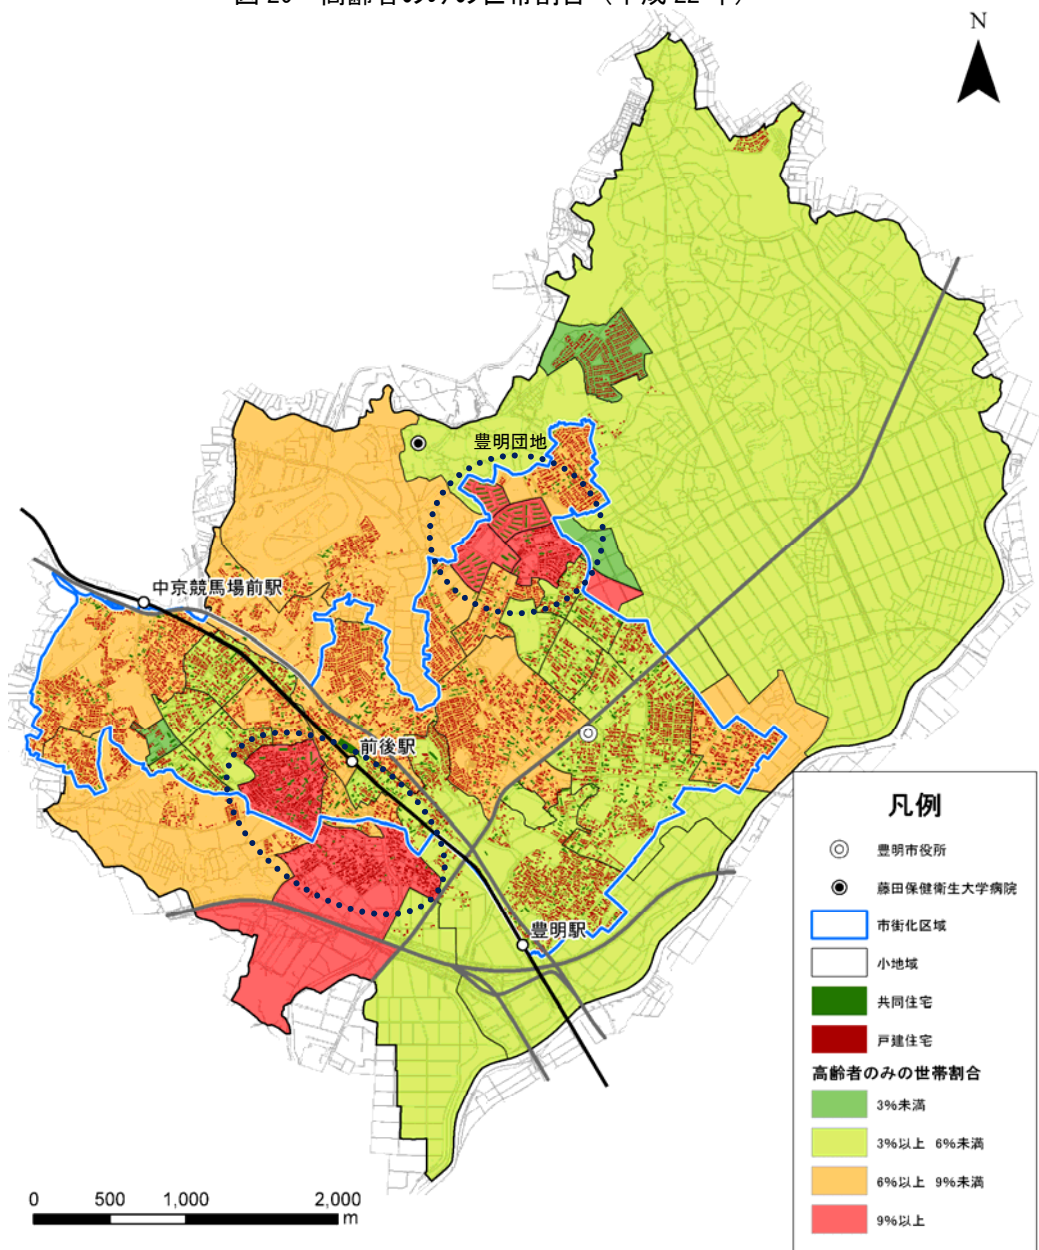 N
豊明団地
中京競馬場前駅
前後駅
豊明駅
凡例
豊明市役所
藤田保健衛生大学病院
市街化区域
小地域
共同住宅
戸建住宅
高齢者のみの世帯割合
3%未満
3%以上 6%未満
6%以上 9%未満
9%以上
0 500 1,000 2,000
m